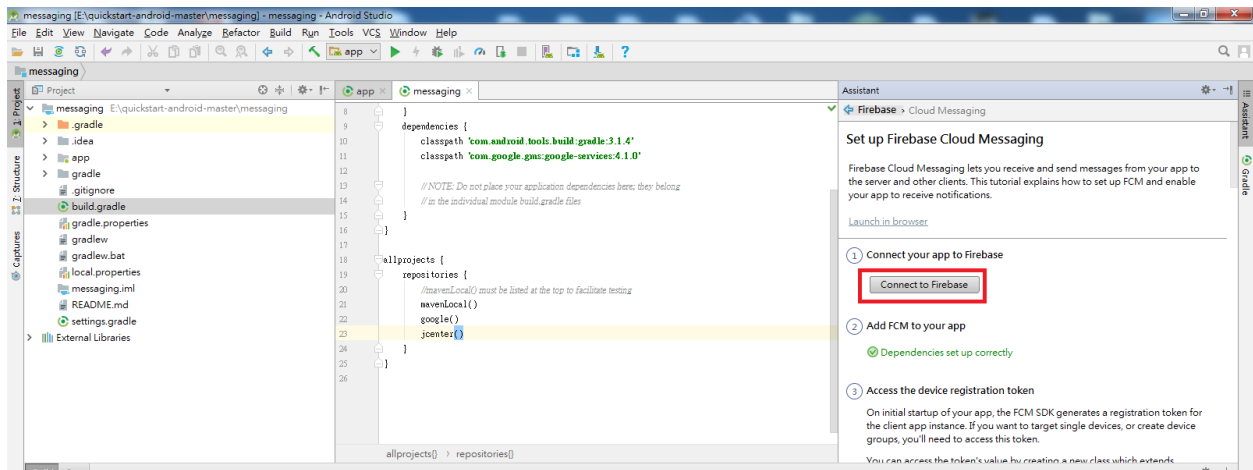 messaging [E:\quickstart-android-master\messaging] - messaging - Android Studio
File Edit View Navigate Code Analyze Refactor Build Run Tools VCS Window Help
app
messaging
Project
app
messaging
Assistant
1: Project
7: Structure
Captures
messaging E:\quickstart-android-master\messaging
.gradle
.idea
app
gradle
.gitignore
build.gradle
gradle.properties
gradlew
gradlew.bat
local.properties
messaging.iml
README.md
settings.gradle
External Libraries
8 }
9 dependencies {
10 classpath 'com.android.tools.build:gradle:3.1.4'
11 classpath 'com.google.gms:google-services:4.1.0'
12
13 // NOTE: Do not place your application dependencies here; they belong
14 // in the individual module build.gradle files
15 }
16 }
17
18 allprojects {
19 repositories {
20 //mavenLocal() must be listed at the top to facilitate testing
21 mavenLocal()
22 google()
23 jcenter()
24 }
25 }
26
allprojects{} › repositories{}
Firebase › Cloud Messaging
Set up Firebase Cloud Messaging
Firebase Cloud Messaging lets you receive and send messages from your app to
the server and other clients. This tutorial explains how to set up FCM and enable
your app to receive notifications.
Launch in browser
1 Connect your app to Firebase
Connect to Firebase
2 Add FCM to your app
Dependencies set up correctly
3 Access the device registration token
On initial startup of your app, the FCM SDK generates a registration token for
the client app instance. If you want to target single devices, or create device
groups, you'll need to access this token.
You can access the token's value by creating a new class which extends
Assistant
Gradle